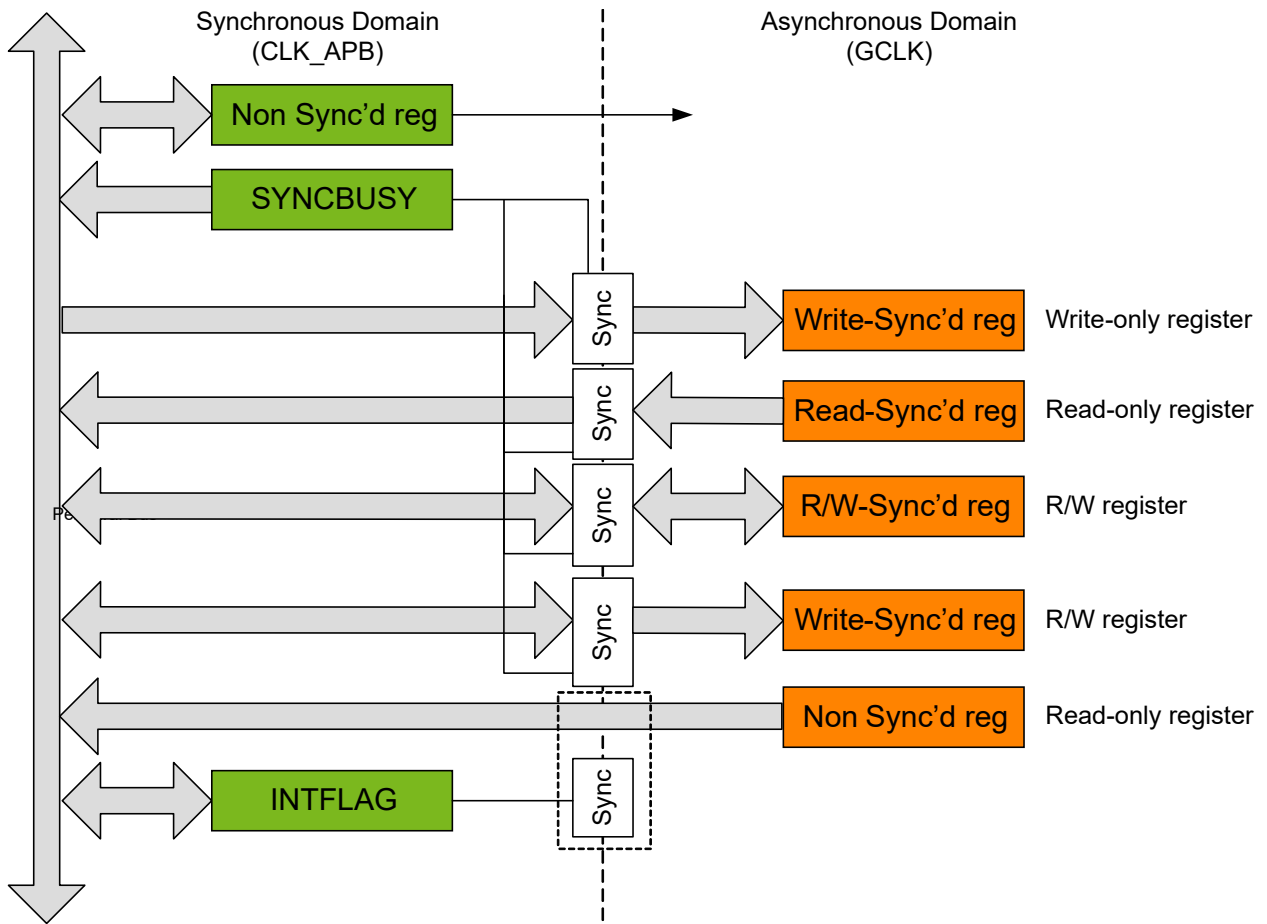 Synchronous Domain
(CLK_APB)
Asynchronous Domain
(GCLK)
Non Sync’d reg
SYNCBUSY
Sync
Write-Sync’d reg
Write-only register
Sync
Read-Sync’d reg
Read-only register
Sync
R/W-Sync’d reg
R/W register
Sync
Write-Sync’d reg
R/W register
Non Sync’d reg
Read-only register
INTFLAG
Sync